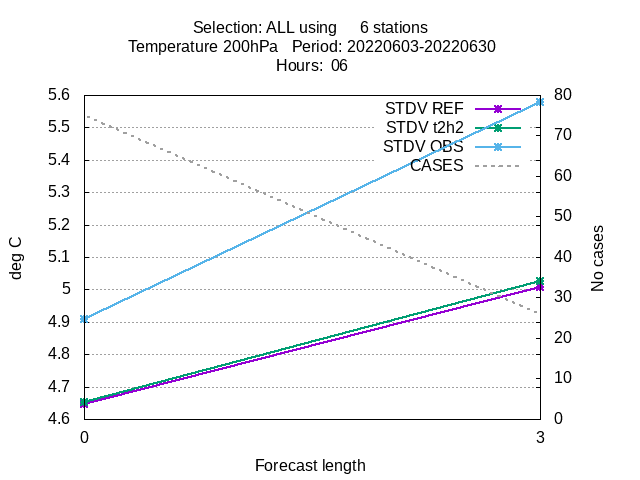 Selection: ALL using 6 stations
Temperature 200hPa Period: 20220603-20220630
Hours: 06
5.6
5.5
5.4
5.3
5.2
5.1
5
4.9
4.8
4.7
4.6
80
70
60
50
40
30
20
10
0
STDV REF
STDV t2h2
STDV OBS
CASES
deg C
No cases
0
3
Forecast length